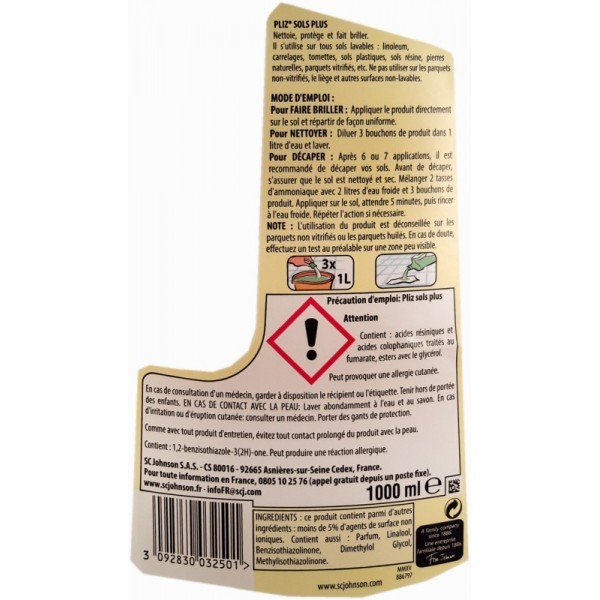 PLIZ® SOLS PLUS
Nettoie, protège et fait briller.
Il s'utilise sur tous sols lavables : linoleum,
carrelages, tomettes, sols plastiques, sols résine, pierres
naturelles, parquets vitrifiés, etc. Ne pas utiliser sur les parquets
non-vitrifiés, le liège et autres surfaces non-lavables.
MODE D'EMPLOI :
Pour FAIRE BRILLER : Appliquer le produit directement
sur le sol et répartir de façon uniforme.
Pour NETTOYER : Diluer 3 bouchons de produit dans 1
litre d'eau et laver.
Pour DÉCAPER : Après 6 ou 7 applications, il est
recommandé de décaper vos sols. Avant de décaper,
s'assurer que le sol est nettoyé et sec. Mélanger 2 tasses
d'ammoniaque avec 2 litres d'eau froide et 3 bouchons de
produit. Appliquer sur le sol, attendre 5 minutes, puis rincer
à l'eau froide. Répéter l'action si necessaire.
NOTE : L'utilisation du produit est déconseillée sur les
parquets non vitrifiés ou les parquets huilés. En cas de doute,
effectuez un test au préalable sur une zone peu visible.
3x
1L
Précaution d'emploi: Pliz sols plus
Attention
Contient : acides résiniques et
acides colophaniques traités au
fumarate, esters avec le glycérol.
Peut provoquer une allergie cutanée.
En cas de consultation d'un médecin, garder à disposition le récipient ou l'étiquette. Tenir hors de portée
des enfants. EN CAS DE CONTACT AVEC LA PEAU: Laver abondamment à l'eau et au savon. En cas
d'irritation ou d'éruption cutanée: consulter un médecin. Porter des gants de protection.
Comme avec tout produit d'entretien, évitez tout contact prolongé du produit avec la peau.
Contient : 1,2-benzisothiazole-3(2H)-one. Peut produire une réaction allergique.
SC Johnson S.A.S. - CS 80016 - 92665 Asnières-sur-Seine Cedex, France.
Pour toute information en France, 0805 10 25 76 (appel gratuit depuis un poste fixe).
www.scjohnson.fr - infoFR@scj.com
1000 ml e
INGRÉDIENTS : ce produit contient parmi d'autres
ingrédients : moins de 5% d'agents de surface non
ioniques. Contient aussi : Parfum, Linalool,
Benzisothiazolinone, Dimethylol Glycol,
Methylisothiazolinone.
www.scjohnson.com
MMXV
886797
A family company
since 1886
Une entreprise
familiale depuis 1886
3 092830 032501